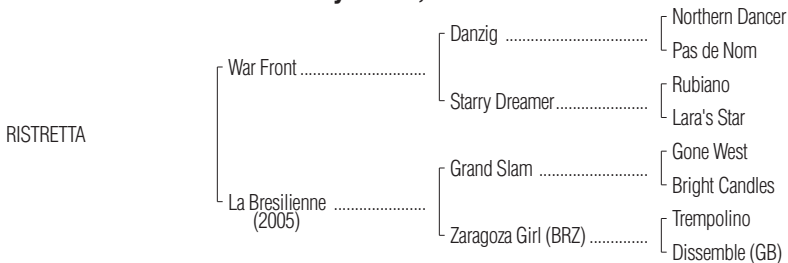 Northern Dancer
Danzig ................................
Pas de Nom
War Front ............................
Rubiano
Starry Dreamer.....................
Lara's Star
RISTRETTA
Gone West
Grand Slam ........................
Bright Candles
La Bresilienne ....................
(2005)
Trempolino
Zaragoza Girl (BRZ) .............
Dissemble (GB)